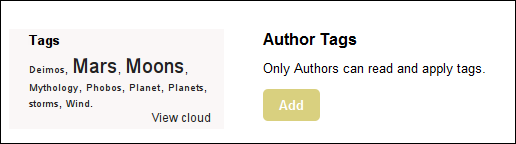 Tags
Deimos, Mars, Moons,
Mythology, Phobos, Planet, Planets,
storms, Wind.
View cloud
Author Tags
Only Authors can read and apply tags.
Add